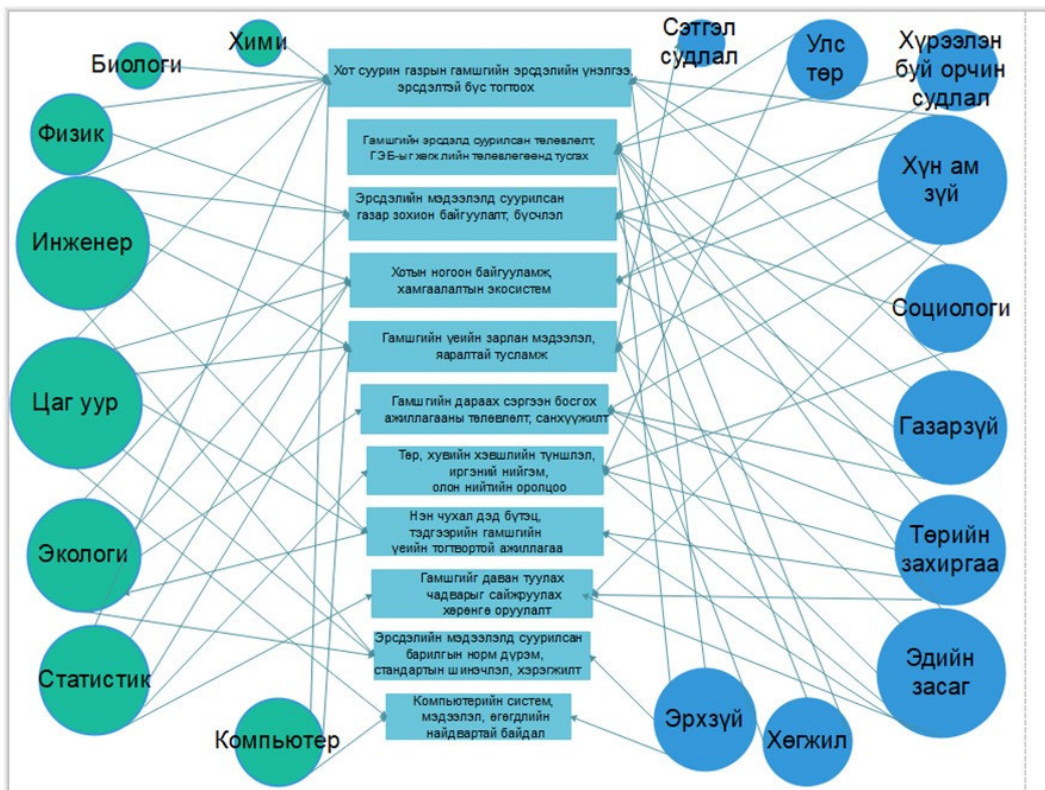 Биологи
Хими
Физик
Инженер
Цаг уур
Экологи
Статистик
Компьютер
Хот суурин газрын гамшгийн эрсдэлийн үнэлгээ,
эрсдэлтэй бүс тогтоох
Гамшгийн эрсдэлд суурилсан төлөвлөлт,
ГЭБ-ыг хөгжлийн төлөвлөгөөнд тусгах
Эрсдэлийн мэдээлэлд суурилсан
газар зохион байгуулалт, бүсчлэл
Хотын ногоон байгууламж,
хамгаалалтын экосистем
Гамшгийн үеийн зарлан мэдээлэл,
яаралтай тусламж
Гамшгийн дараах сэргээн босгох
ажиллагааны төлөвлөлт, санхүүжилт
Төр, хувийн хэвшлийн түншлэл,
иргэний нийгэм,
олон нийтийн оролцоо
Нэн чухал дэд бүтэц,
тэдгээрийн гамшгийн
үеийн тогтвортой ажиллагаа
Гамшгийг даван туулах
чадварыг сайжруулах
хөрөнгө оруулалт
Эрсдэлийн мэдээлэлд суурилсан
барилгын норм дүрэм,
стандартын шинэчлэл, хэрэгжилт
Компьютерийн систем,
мэдээлэл, өгөгдлийн
найдвартай байдал
Сэтгэл
судлал
Улс
төр
Хүрээлэн
буй орчин
судлал
Хүн ам
зүй
Социологи
Газарзүй
Төрийн
захиргаа
Эдийн
засаг
Эрхзүй
Хөгжил